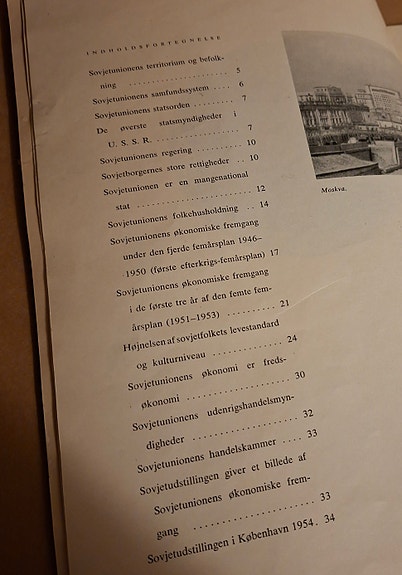 INDHOLDSFORTEGNELSE
Sovjetunionens territorium og befolk-
ning . . . . . . . . . . . . . . . . 5
Sovjetunionens samfundssystem . . 6
Sovjetunionens statsorden . . . . . . 7
De øverste statsmyndigheder i
U. S. S. R. . . . . . . . . . . . . . 7
Sovjetunionens regering . . . . . . . 10
Sovjetborgernes store rettigheder . . 10
Sovjetunionen er en mangenational
stat . . . . . . . . . . . . . . . . . 12
Sovjetunionens folkehusholdning . . 14
Sovjetunionens økonomiske fremgang
under den fjerde femårsplan 1946–
1950 (første efterkrigs-femårsplan) 17
Sovjetunionens økonomiske fremgang
i de første tre år af den femte fem-
årsplan (1951–1953) . . . . . . . . . 21
Højnelsen af sovjetfolkets levestandard
og kulturniveau . . . . . . . . . . . 24
Sovjetunionens økonomi er freds-
økonomi . . . . . . . . . . . . . . . 30
Sovjetunionens udenrigshandelsmyn-
digheder . . . . . . . . . . . . . . . 32
Sovjetunionens handelskammer . . . . 33
Sovjetudstillingen giver et billede af
Sovjetunionens økonomiske frem-
gang . . . . . . . . . . . . . . . . . 33
Sovjetudstillingen i København 1954 . 34
Moskva.